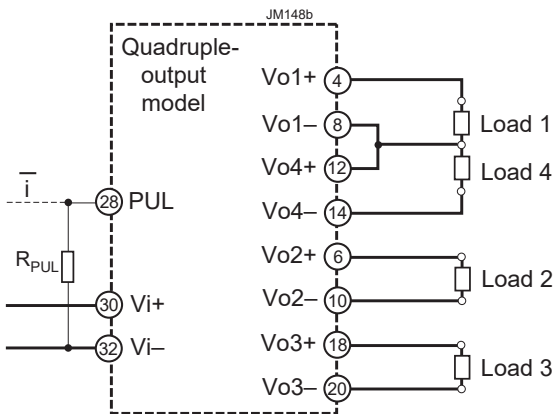 JM148b
Quadruple-
output
model
Vo1+ 4
Vo1– 8
Load 1
Vo4+ 12
Load 4
i
28 PUL
Vo4– 14
Vo2+ 6
RPUL
Load 2
30 Vi+
Vo2– 10
32 Vi–
Vo3+ 18
Load 3
Vo3– 20